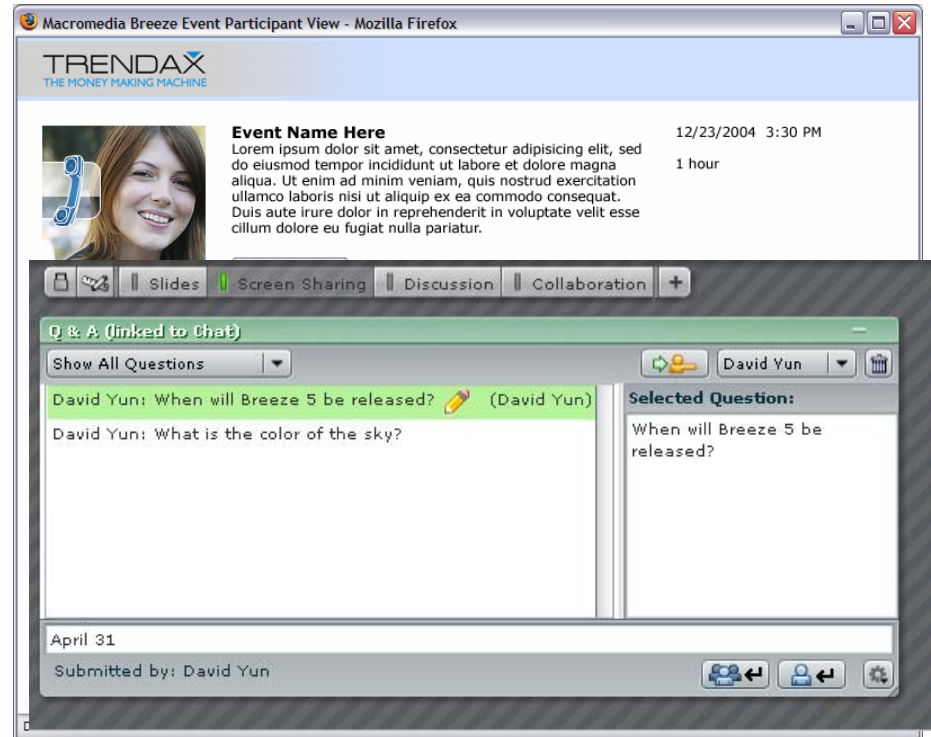 Macromedia Breeze Event Participant View - Mozilla Firefox
TRENDAX
THE MONEY MAKING MACHINE
Event Name Here
Lorem ipsum dolor sit amet, consectetur adipisicing elit, sed
do eiusmod tempor incididunt ut labore et dolore magna
aliqua. Ut enim ad minim veniam, quis nostrud exercitation
ullamco laboris nisi ut aliquip ex ea commodo consequat.
Duis aute irure dolor in reprehenderit in voluptate velit esse
cillum dolore eu fugiat nulla pariatur.
12/23/2004 3:30 PM
1 hour
Slides Screen Sharing Discussion Collaboration +
Q & A (linked to Chat)
Show All Questions
David Yun
David Yun: When will Breeze 5 be released? (David Yun)
David Yun: What is the color of the sky?
Selected Question:
When will Breeze 5 be
released?
April 31
Submitted by: David Yun